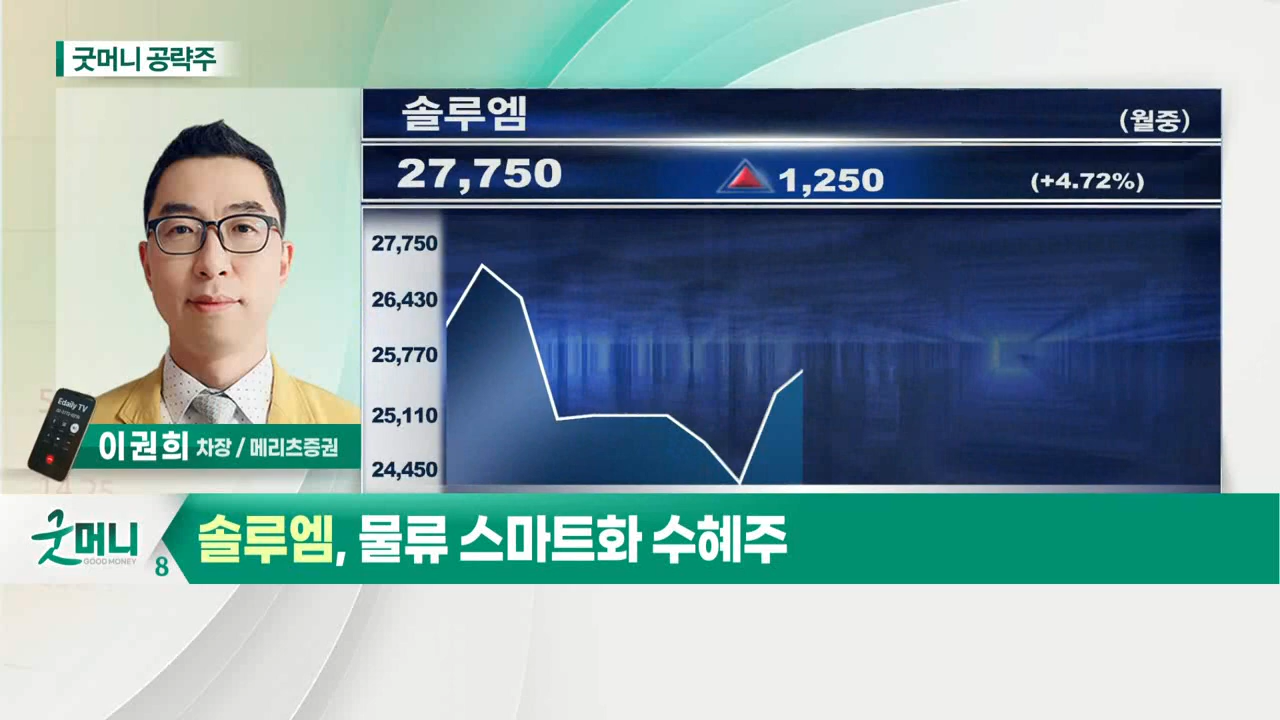 굿머니 공략주
솔루엠
(월중)
27,750
1,250
(+4.72%)
27,750
26,430
25,770
25,110
24,450
Edaily TV
이권희 차장 / 메리츠증권
굿머니
GOOD MONEY
8
솔루엠, 물류 스마트화 수혜주